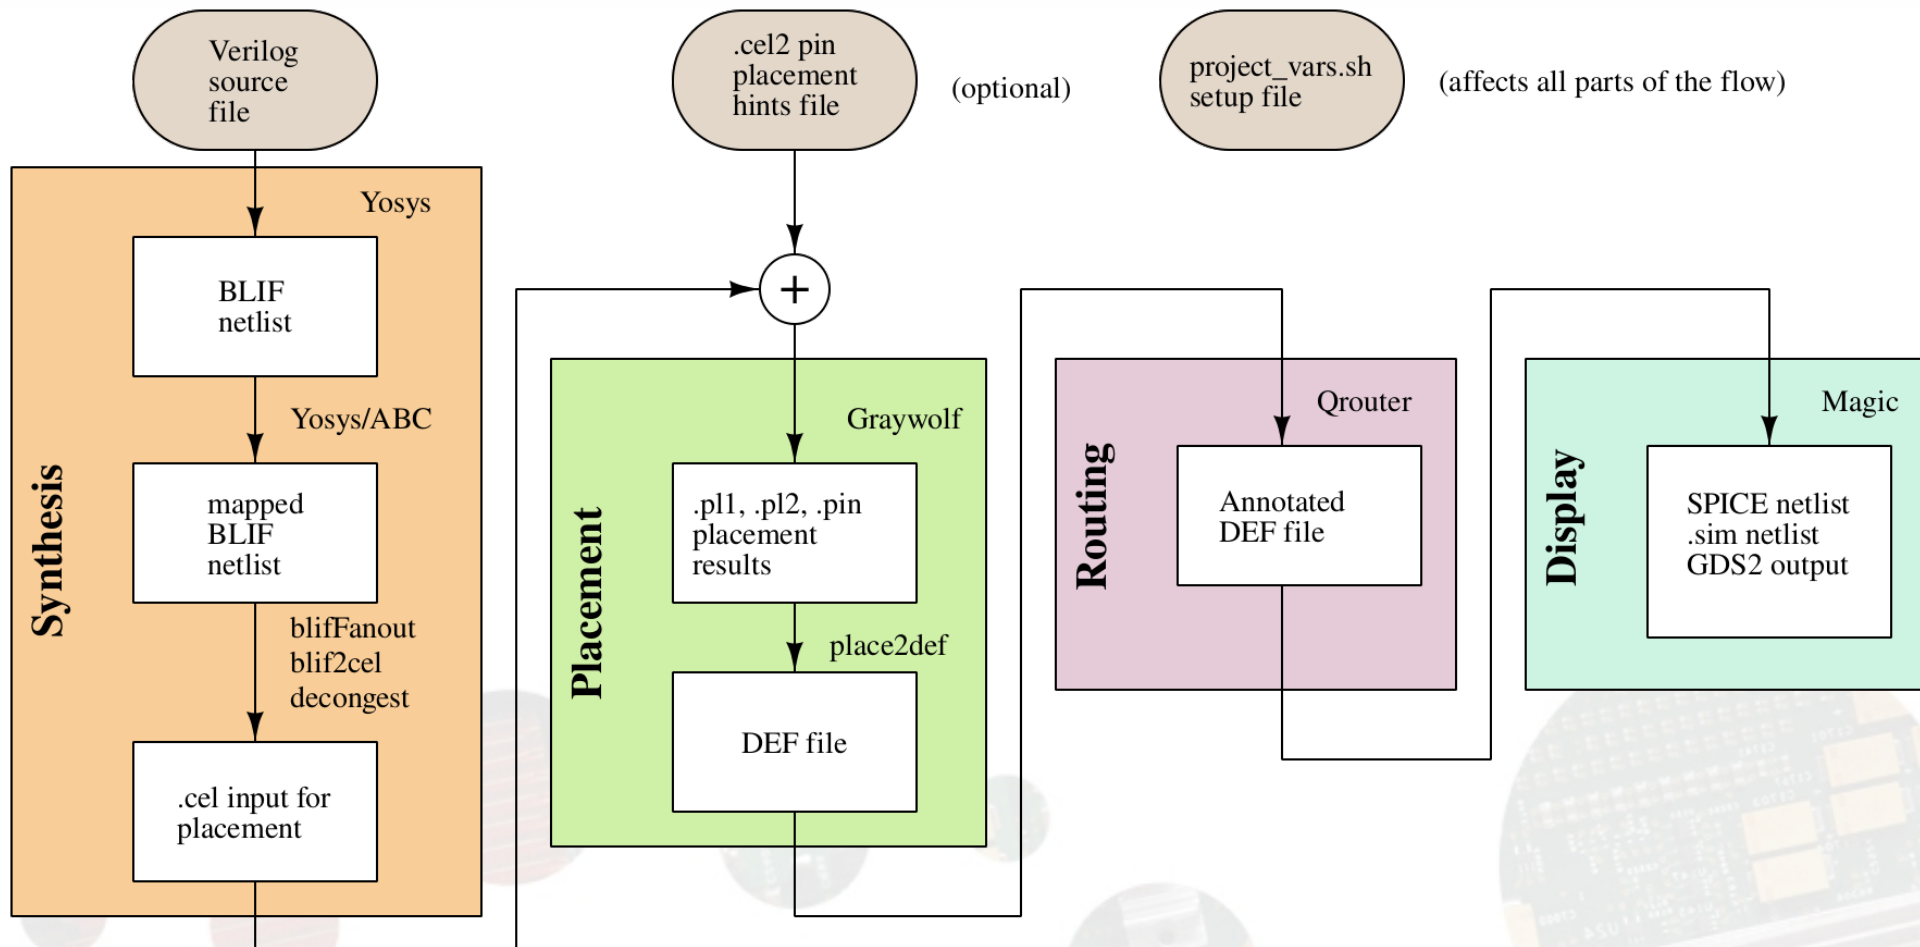 Verilog
source
file
.cel2 pin
placement
hints file
(optional)
project_vars.sh
setup file
(affects all parts of the flow)
Synthesis
Yosys
BLIF
netlist
Yosys/ABC
mapped
BLIF
netlist
blifFanout
blif2cel
decongest
.cel input for
placement
+
Placement
Graywolf
.pl1, .pl2, .pin
placement
results
place2def
DEF file
Routing
Qrouter
Annotated
DEF file
Display
Magic
SPICE netlist
.sim netlist
GDS2 output